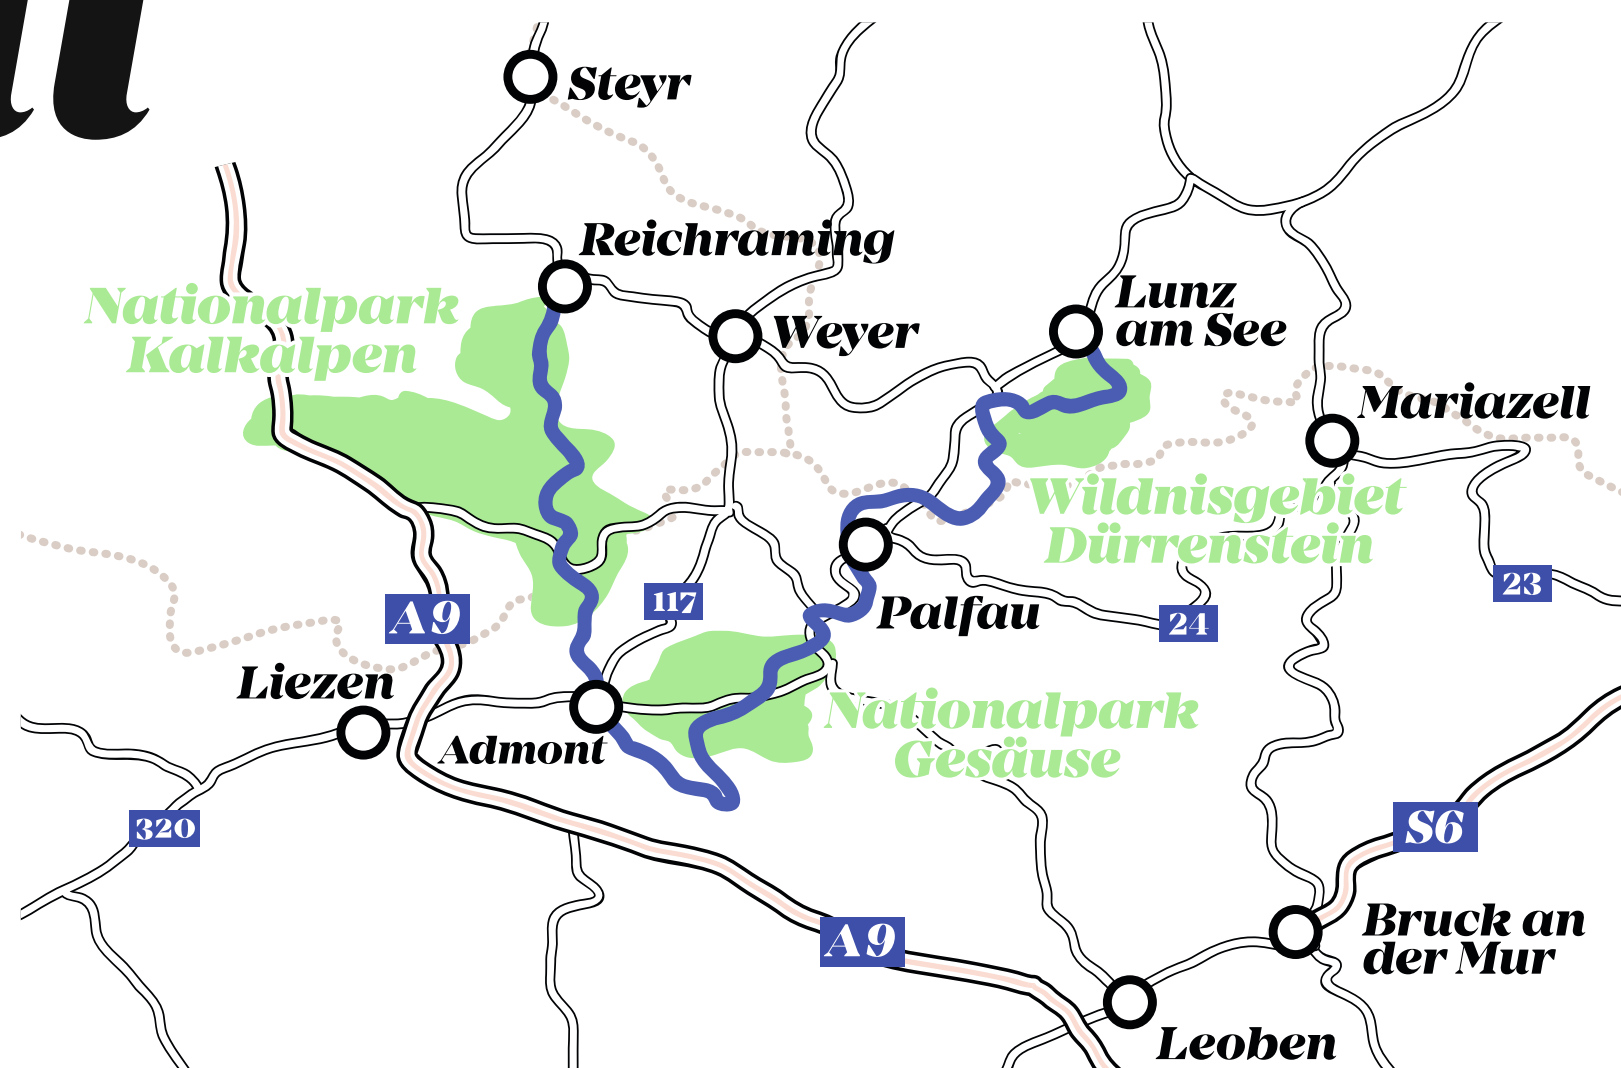 Steyr
Reichraming
Nationalpark
Kalkalpen
Weyer
Lunz
am See
Mariazell
Wildnisgebiet
Dürrenstein
A9
117
Palfau
24
23
Liezen
Admont
Nationalpark
Gesäuse
320
S6
A9
Bruck an
der Mur
Leoben